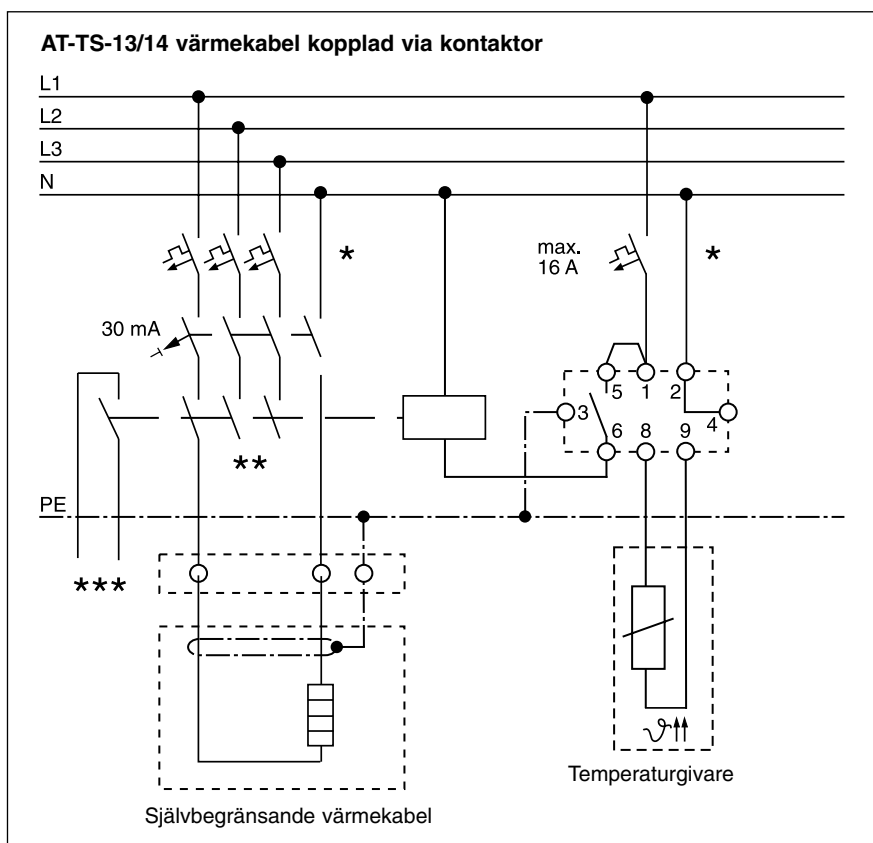 AT-TS-13/14 värmekabel kopplad via kontaktor
L1
L2
L3
N
*
max.
16 A
*
30 mA
5 1 2
3
4
6 8 9
**
PE
***
Temperaturgivare
Självbegränsande värmekabel